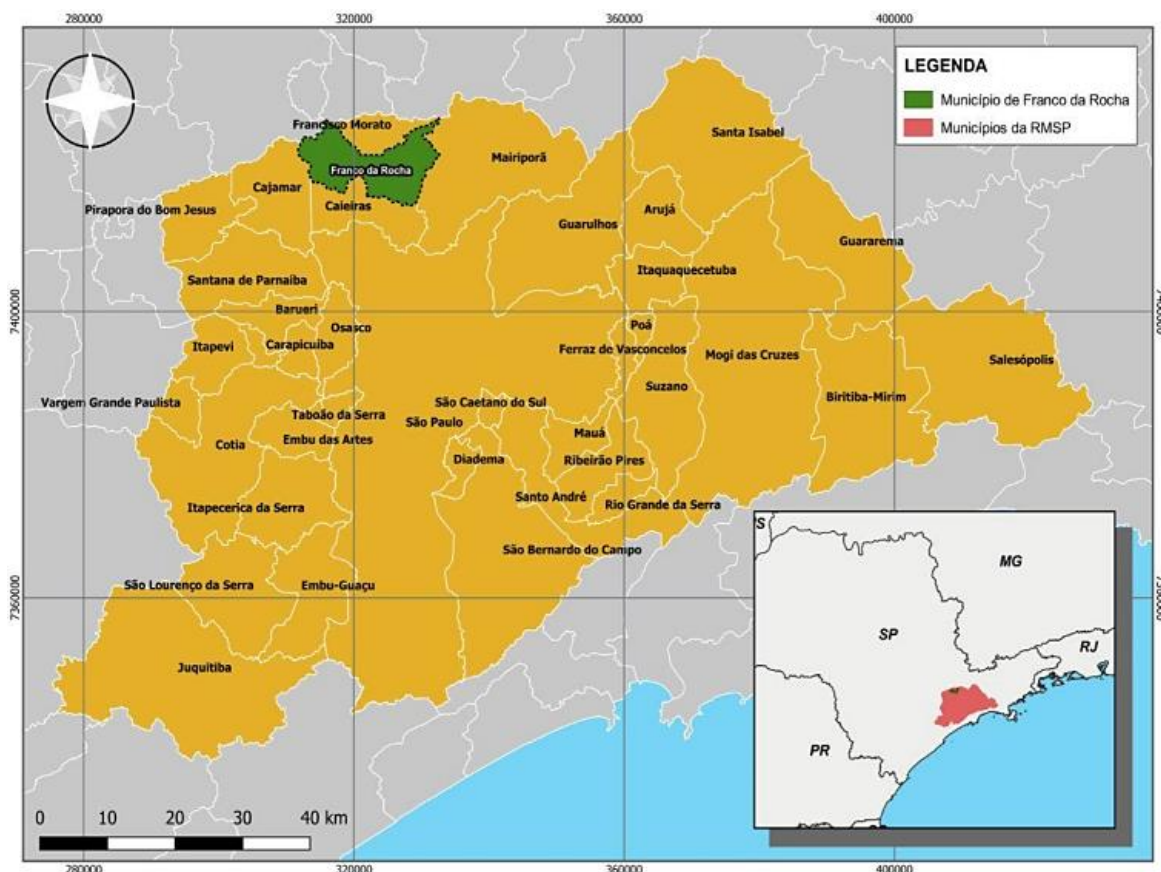 280000
320000
360000
400000
LEGENDA
Município de Franco da Rocha
Municípios da RMSP
Francisco Morato
Santa Isabel
Mairiporã
Franco da Rocha
Cajamar
Caieiras
Pirapora do Bom Jesus
Arujá
Guarulhos
Guararema
Itaquaquecetuba
Santana de Parnaíba
7400000
Barueri
Osasco
Poá
Itapevi
Carapicuíba
Ferraz de Vasconcelos
Mogi das Cruzes
Salesópolis
Suzano
Vargem Grande Paulista
São Caetano do Sul
Biritiba-Mirim
Taboão da Serra
São Paulo
Cotia
Embu das Artes
Mauá
Diadema
Ribeirão Pires
Santo André
Rio Grande da Serra
Itapecerica da Serra
São Bernardo do Campo
São Lourenço da Serra
Embu-Guaçu
7360000
Juquitiba
MG
SP
RJ
PR
0 10 20 30 40 km
280000
320000
360000
400000